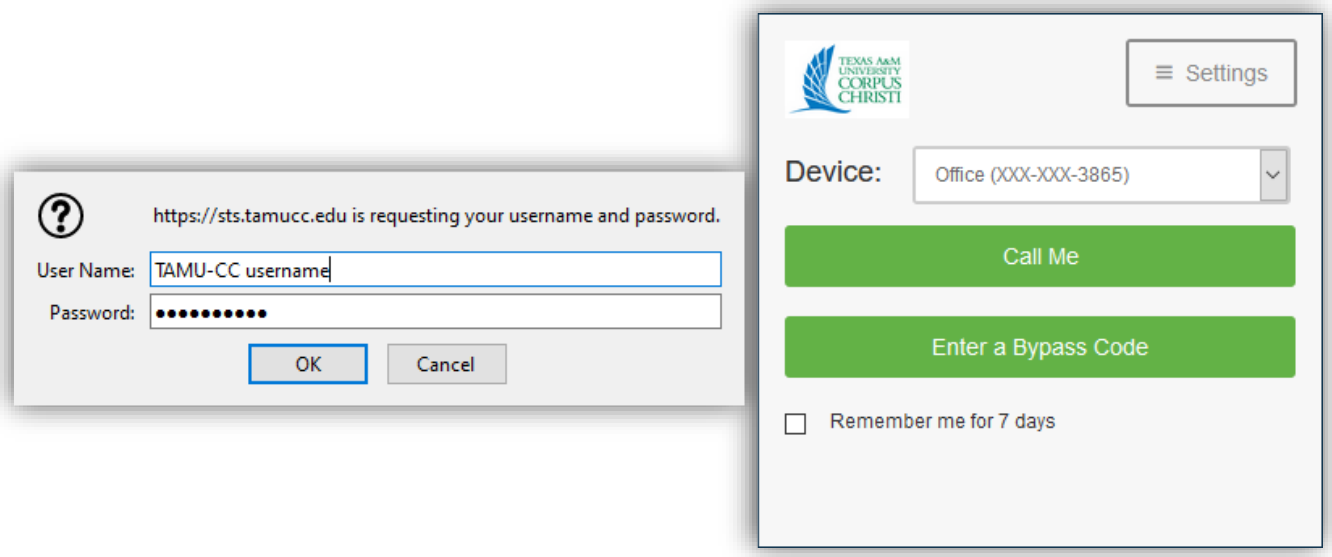 https://sts.tamucc.edu is requesting your username and password.
User Name: TAMU-CC username
Password: ●●●●●●●●●●
OK Cancel
TEXAS A&M
UNIVERSITY
CORPUS
CHRISTI
≡ Settings
Device: Office (XXX-XXX-3865)
Call Me
Enter a Bypass Code
Remember me for 7 days